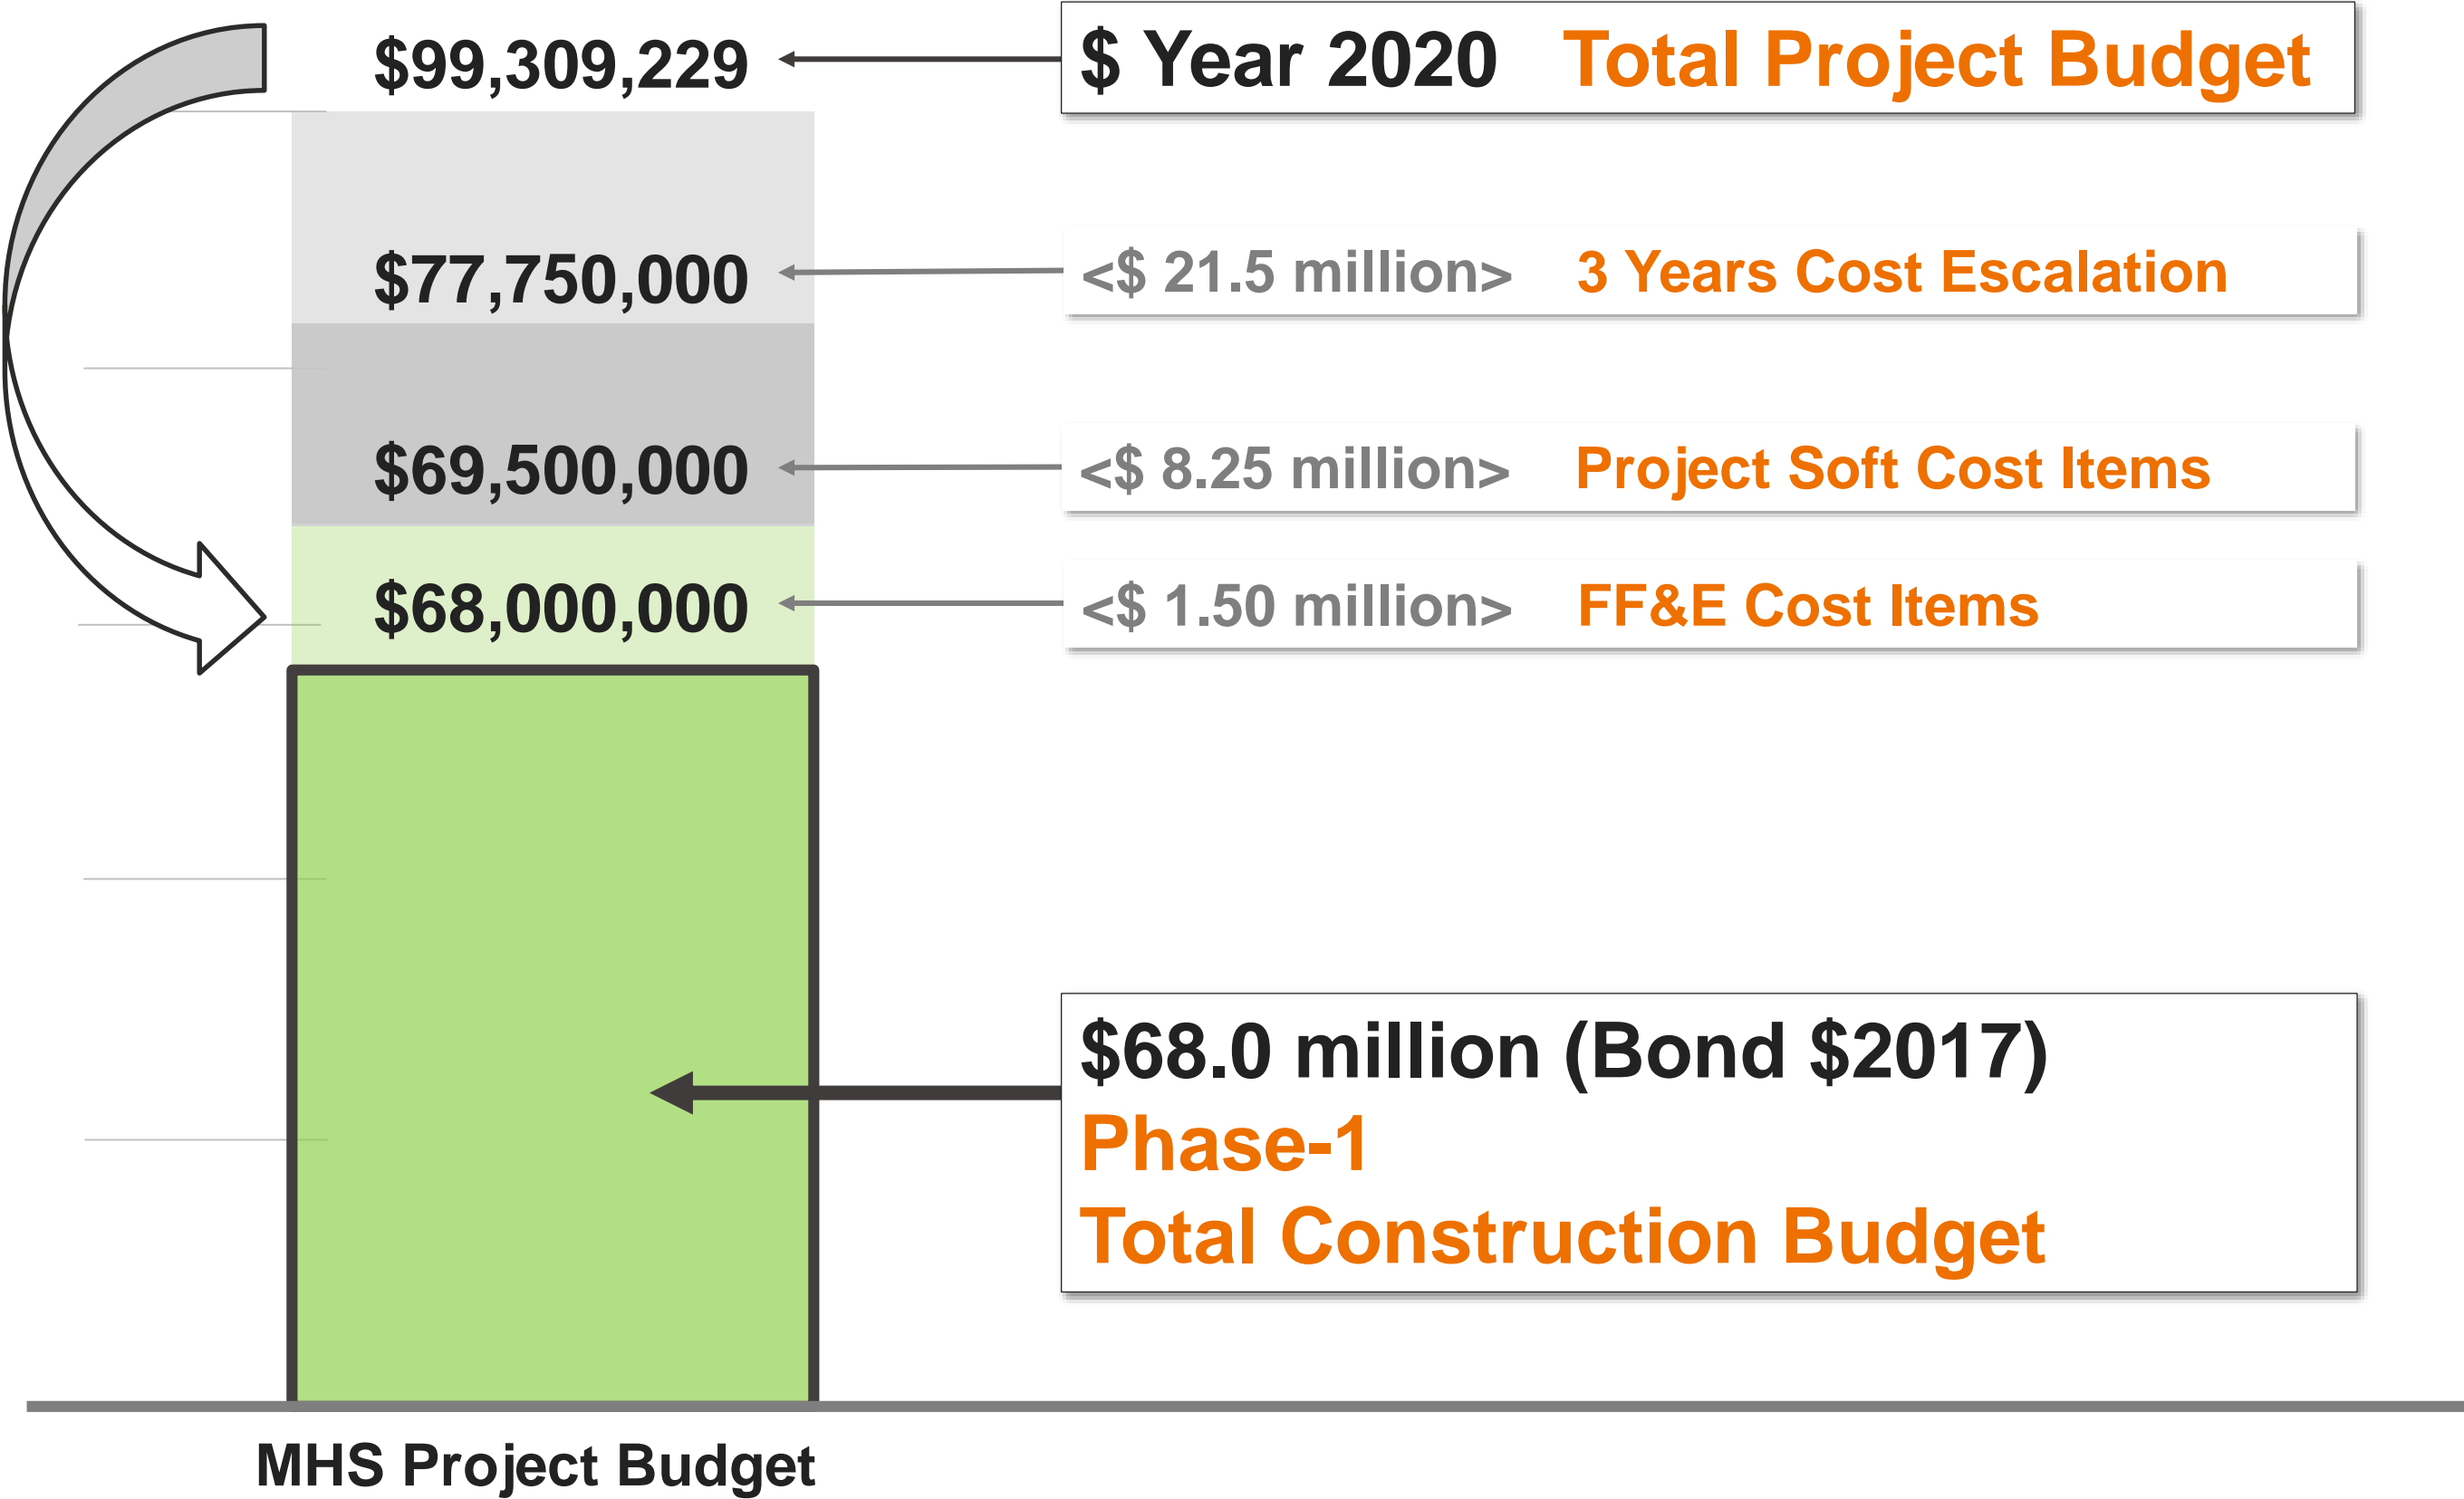 $99,309,229
$ Year 2020 Total Project Budget
$77,750,000
<$ 21.5 million> 3 Years Cost Escalation
$69,500,000
<$ 8.25 million> Project Soft Cost Items
$68,000,000
<$ 1.50 million> FF&E Cost Items
$68.0 million (Bond $2017)
Phase-1
Total Construction Budget
MHS Project Budget